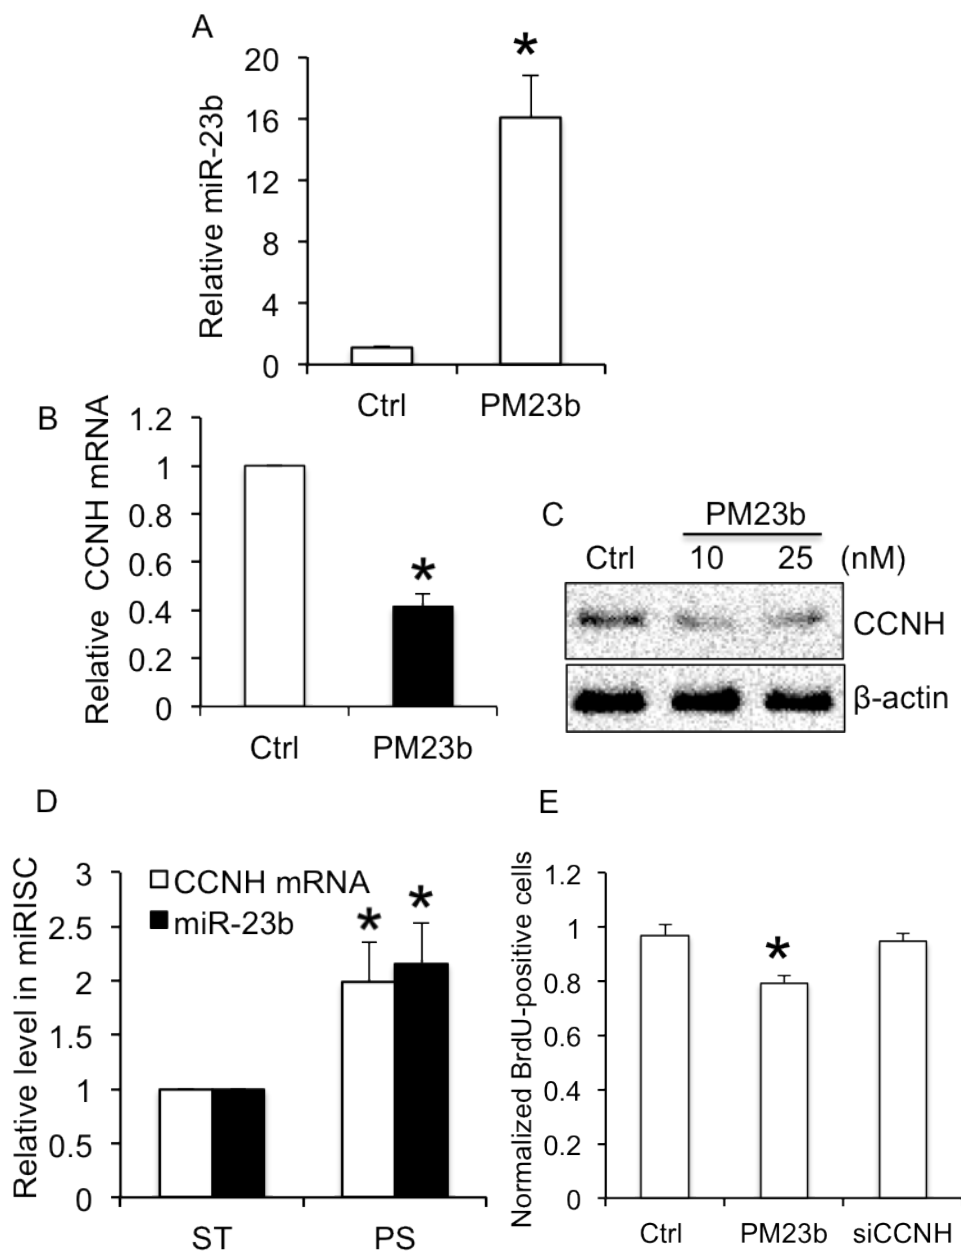 A
*
Relative miR-23b
20
16
12
8
4
0
Ctrl PM23b
B
*
Relative CCNH mRNA
1.2
1
0.8
0.6
0.4
0.2
0
Ctrl PM23b
C
PM23b
Ctrl 10 25 (nM)
CCNH
β-actin
D
Relative level in miRISC
3
2.5
2
1.5
1
0.5
0
CCNH mRNA
miR-23b
* *
ST PS
E
Normalized BrdU-positive cells
1.2
1
0.8
0.6
0.4
0.2
0
*
Ctrl PM23b siCCNH